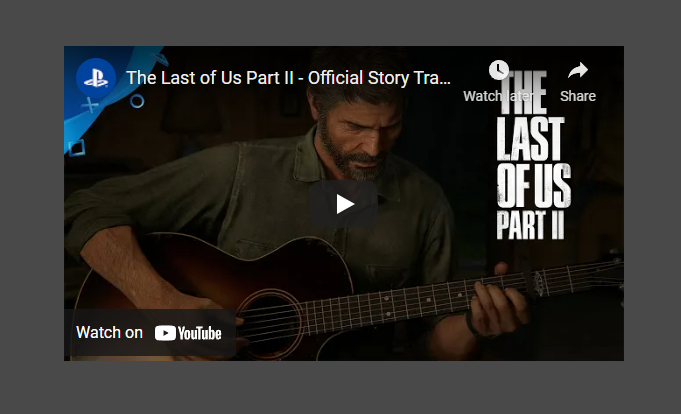 The Last of Us Part II - Official Story Tra...
Watch later
Share
THE
LAST
OF US
PART II
Watch on YouTube